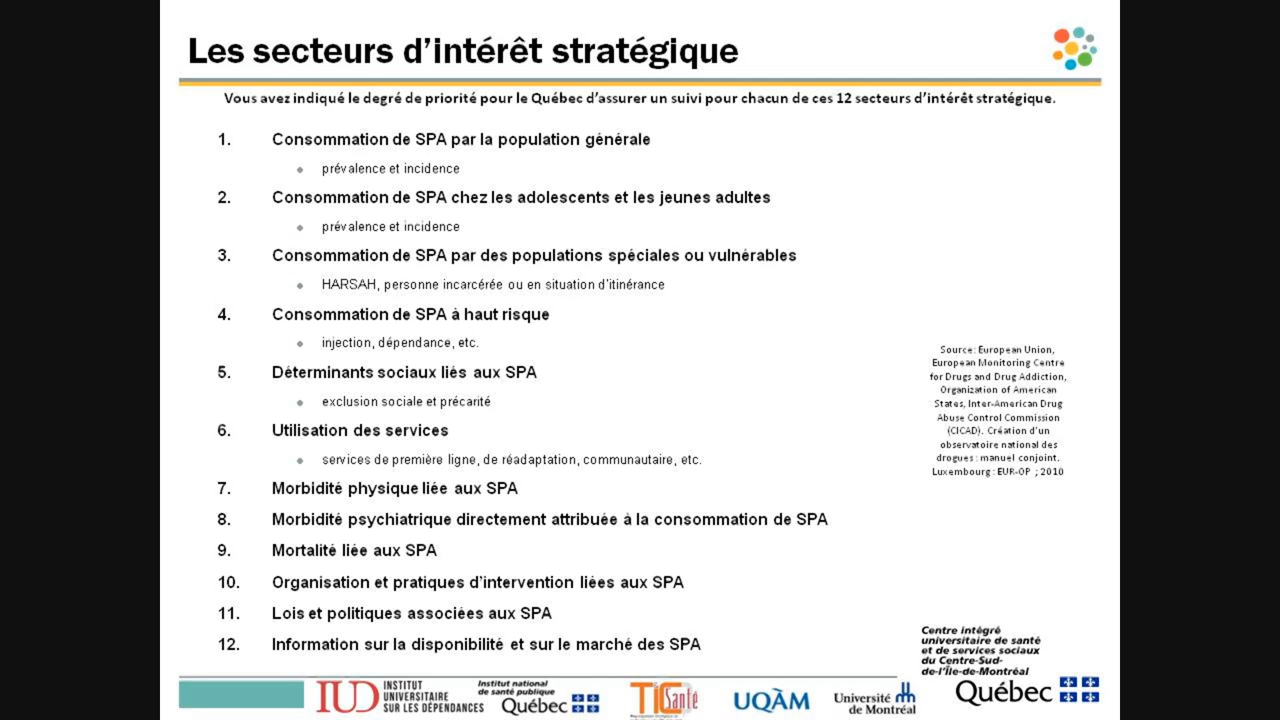 Les secteurs d'intérêt stratégique
Vous avez indiqué le degré de priorité pour le Québec d'assurer un suivi pour chacun de ces 12 secteurs d'intérêt stratégique.
1. Consommation de SPA par la population générale
prévalence et incidence
2. Consommation de SPA chez les adolescents et les jeunes adultes
prévalence et incidence
3. Consommation de SPA par des populations spéciales ou vulnérables
HARSAH, personne incarcérée ou en situation d'itinérance
4. Consommation de SPA à haut risque
injection, dépendance, etc.
5. Déterminants sociaux liés aux SPA
exclusion sociale et précarité
6. Utilisation des services
services de première ligne, de réadaptation, communautaire, etc.
7. Morbidité physique liée aux SPA
8. Morbidité psychiatrique directement attribuée à la consommation de SPA
9. Mortalité liée aux SPA
10. Organisation et pratiques d'intervention liées aux SPA
11. Lois et politiques associées aux SPA
12. Information sur la disponibilité et sur le marché des SPA
Source: European Union,
European Monitoring Centre
for Drugs and Drug Addiction,
Organization of American
States, Inter-American Drug
Abuse Control Commission
(CICAD). Création d'un
observatoire national des
drogues : manuel conjoint.
Luxembourg : EUR-OP ; 2010
IUD INSTITUT
UNIVERSITAIRE
SUR LES DÉPENDANCES
Institut national
de santé publique
Québec
TIC Santé
UQÀM
Université
de Montréal
Centre intégré
universitaire de santé
et de services sociaux
du Centre-Sud-
de-l'Île-de-Montréal
Québec